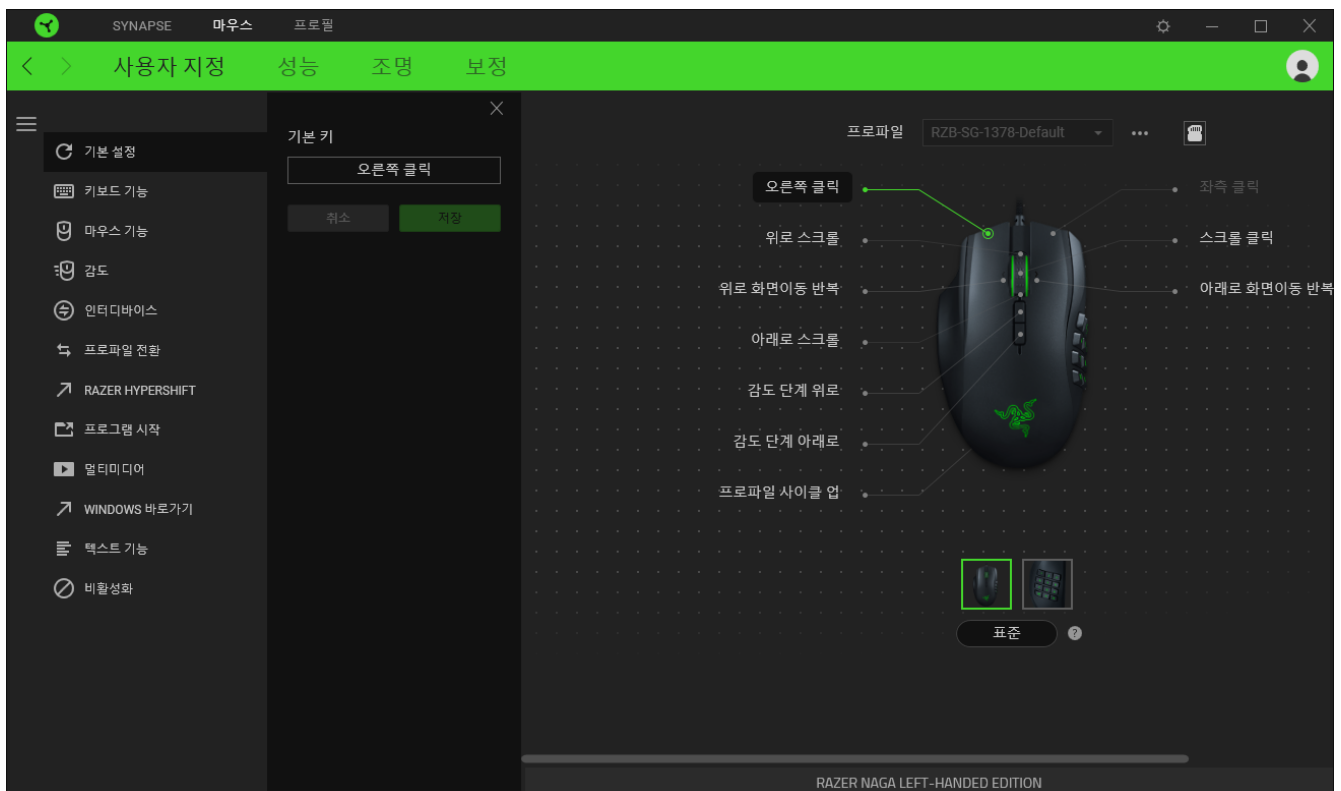 SYNAPSE 마우스 프로필
사용자 지정 성능 조명 보정
기본 설정
키보드 기능
마우스 기능
감도
인터디바이스
프로파일 전환
RAZER HYPERSHIFT
프로그램 시작
멀티미디어
WINDOWS 바로가기
텍스트 기능
비활성화
기본 키
오른쪽 클릭
취소 저장
프로파일 RZB-SG-1378-Default
오른쪽 클릭 좌측 클릭
위로 스크롤 스크롤 클릭
위로 화면이동 반복 아래로 화면이동 반복
아래로 스크롤
감도 단계 위로
감도 단계 아래로
프로파일 사이클 업
표준 ?
RAZER NAGA LEFT-HANDED EDITION